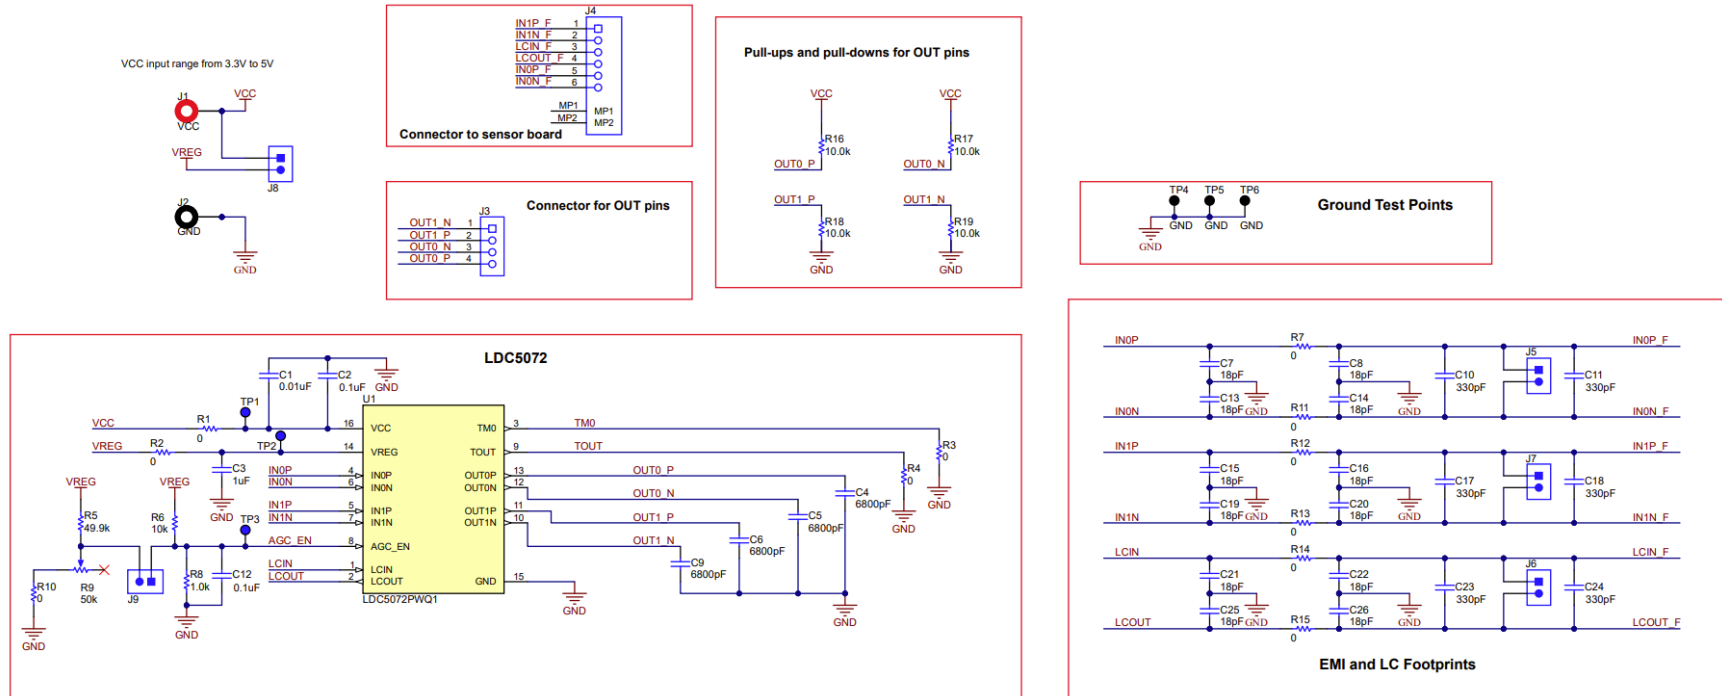 VCC input range from 3.3V to 5V
J1
VCC
VCC
VREG
J8
J2
GND
GND
J4
IN1P_F 1
IN1N_F 2
LCIN_F 3
LCOUT_F 4
IN0P_F 5
IN0N_F 6
MP1 MP1
MP2 MP2
Connector to sensor board
Connector for OUT pins
J3
OUT1_N 1
OUT1_P 2
OUT0_N 3
OUT0_P 4
Pull-ups and pull-downs for OUT pins
VCC VCC
R16 R17
10.0k 10.0k
OUT0_P OUT0_N
OUT1_P OUT1_N
R18 R19
10.0k 10.0k
GND GND
TP4 TP5 TP6
Ground Test Points
GND GND GND
GND
LDC5072
C1 C2
0.01uF 0.1uF
GND
U1
TP1
VCC R1 16 VCC
0
TP2
VREG R2 14 VREG
0
C3
1uF
GND
IN0P 4 IN0P
IN0N 6 IN0N
IN1P 5 IN1P
IN1N 7 IN1N
VREG VREG
R5 R6
49.9k 10k
TP3
AGC_EN 8 AGC_EN
LCIN 1 LCIN
LCOUT 2 LCOUT
R10
0
R9
50k
J9
R8
1.0k
C12
0.1uF
GND
GND
LDC5072PWQ1
TM0 3 TM0
TOUT 9 TOUT
OUT0P 13 OUT0_P
OUT0N 12 OUT0_N
OUT1P 11 OUT1_P
OUT1N 10 OUT1_N
GND 15
GND
R3
0
GND
R4
0
GND
C4
6800pF
C5
6800pF
C6
6800pF
C9
6800pF
GND
IN0P R7 IN0P_F
0
J5
C7 C8
18pF 18pF
C10 C11
330pF 330pF
C13 C14
18pF GND 18pF GND
IN0N R11 IN0N_F
0
IN1P R12 IN1P_F
0
J7
C15 C16
18pF 18pF
C17 C18
330pF 330pF
C19 C20
18pF GND 18pF GND
IN1N R13 IN1N_F
0
LCIN R14 LCIN_F
0
J6
C21 C22
18pF 18pF
C23 C24
330pF 330pF
C25 C26
18pF GND 18pF GND
LCOUT R15 LCOUT_F
0
EMI and LC Footprints